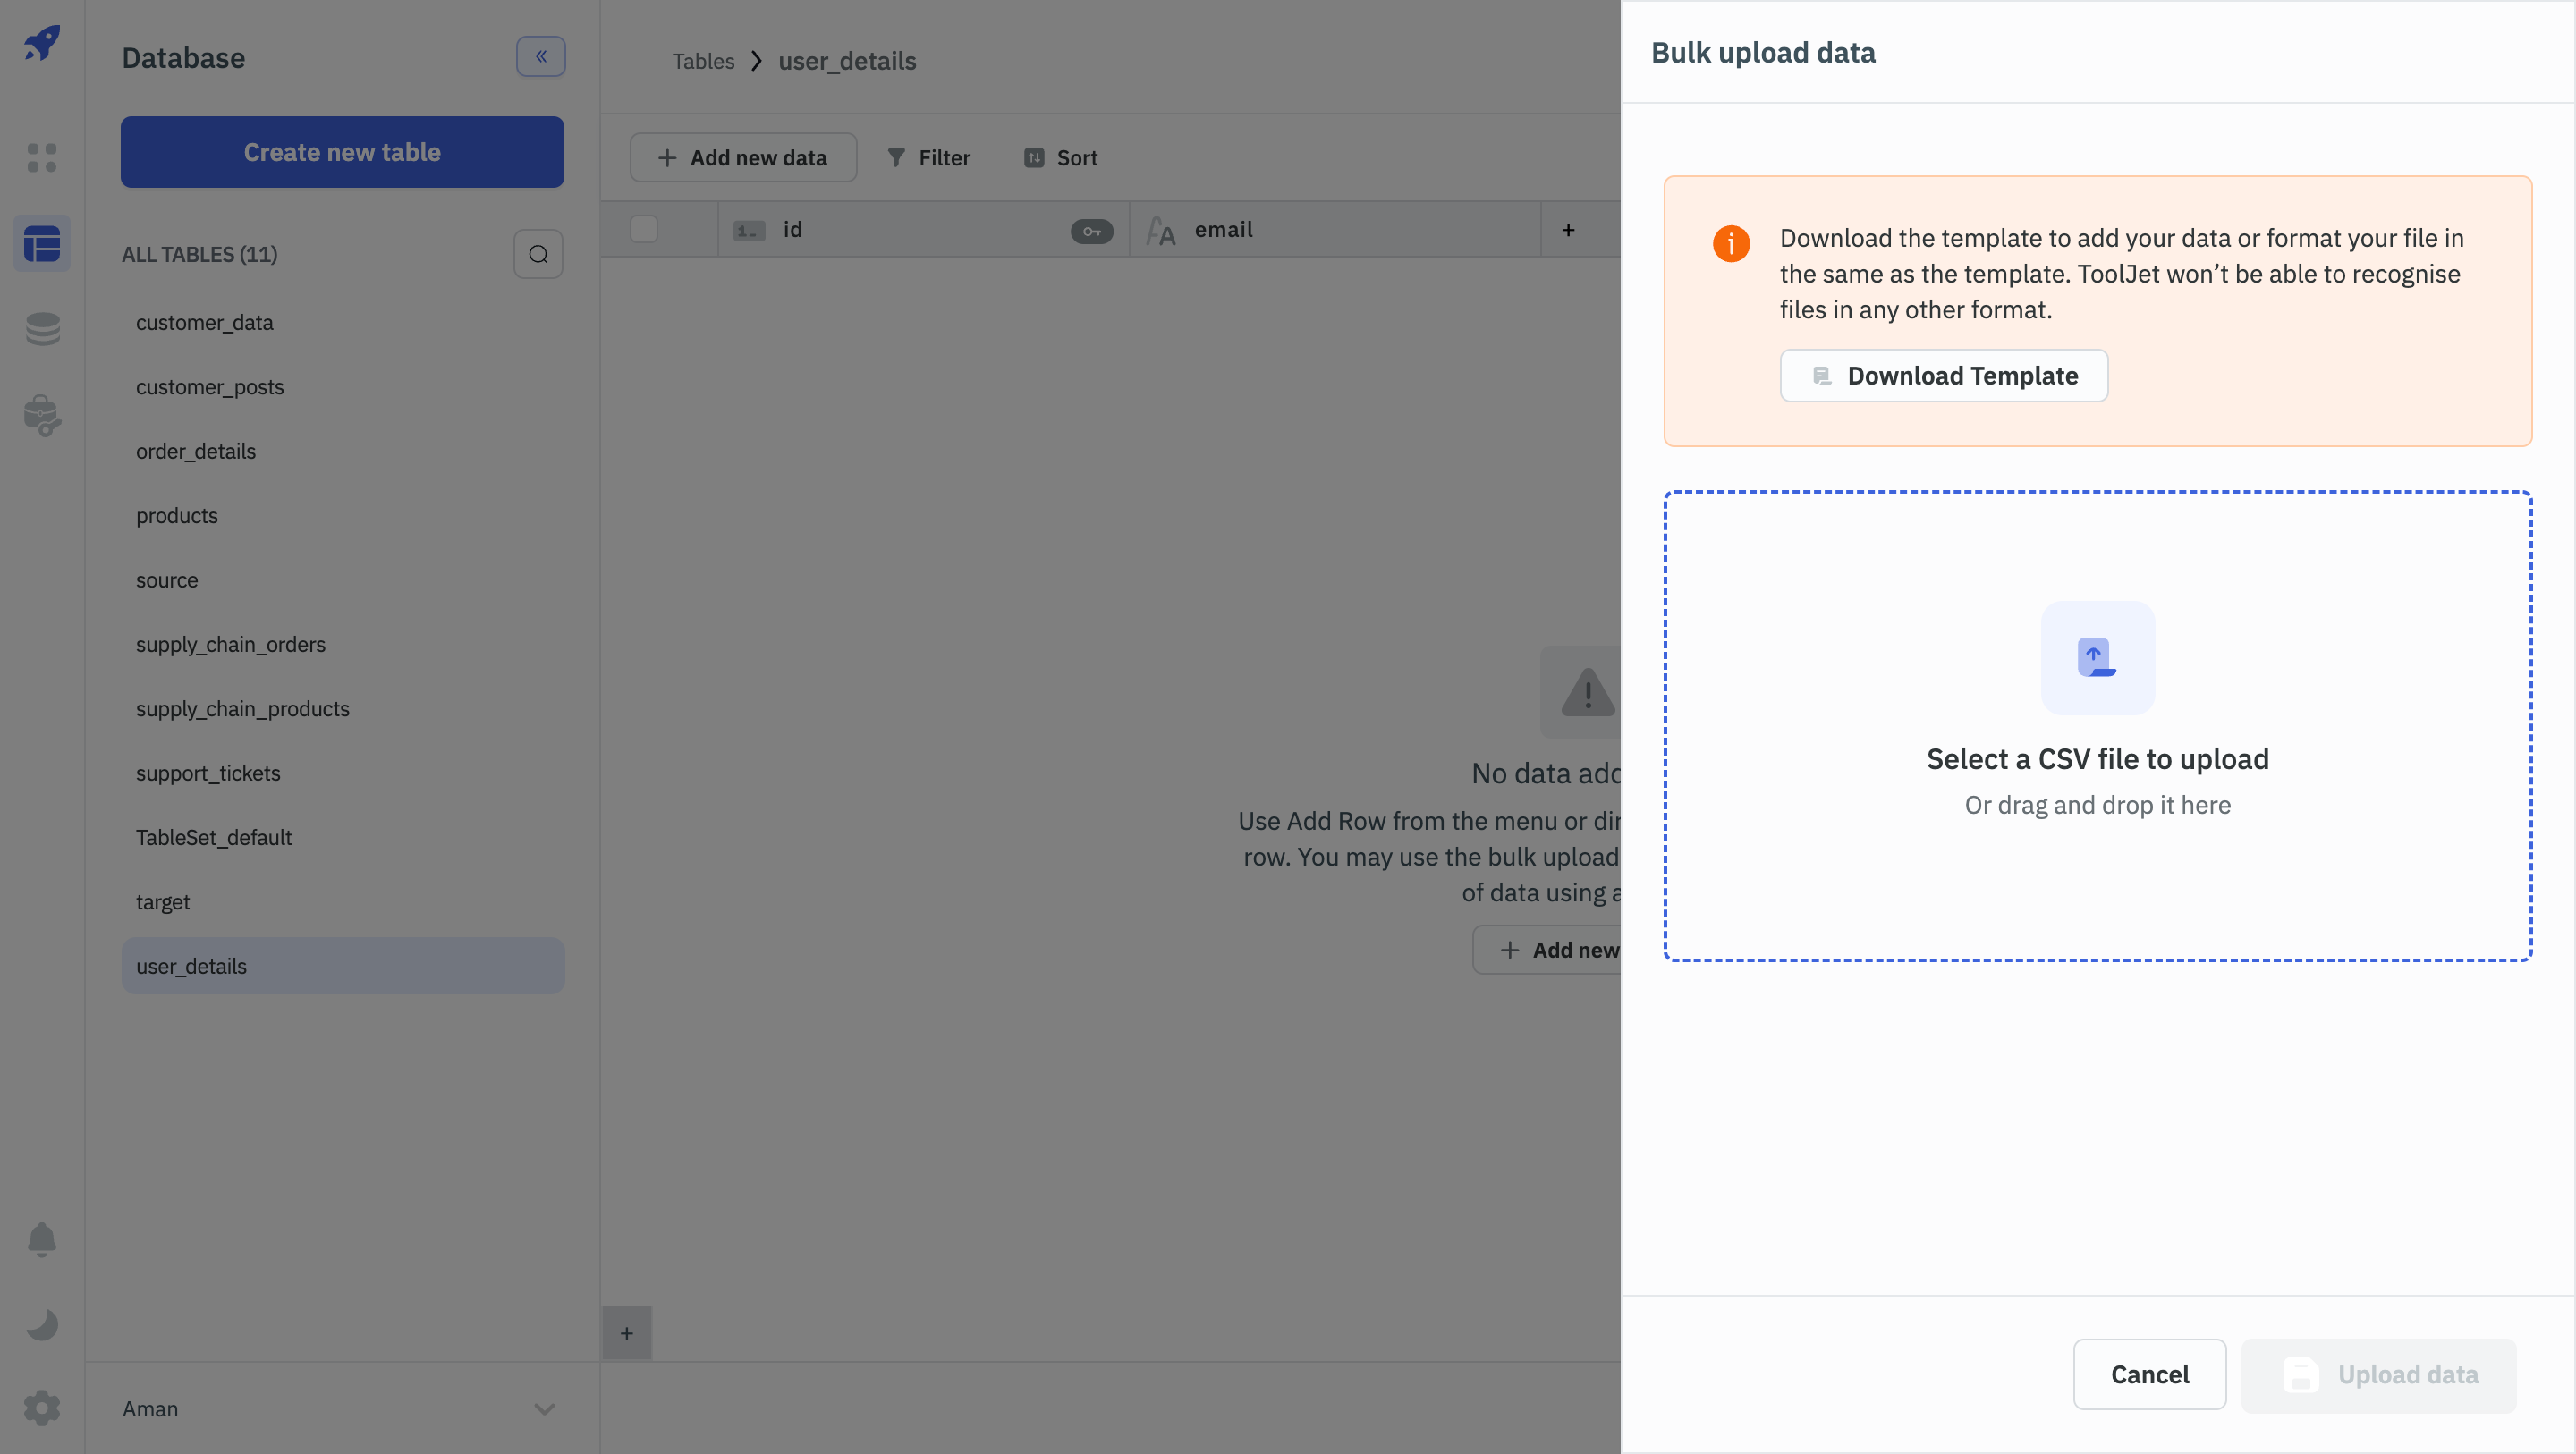 Database
Create new table
ALL TABLES (11)
customer_data
customer_posts
order_details
products
source
supply_chain_orders
supply_chain_products
support_tickets
TableSet_default
target
user_details
Aman
Tables
user_details
Add new data
Filter
Sort
id
email
No data add
Use Add Row from the menu or dir
row. You may use the bulk upload
of data using a
Add new
Bulk upload data
Download the template to add your data or format your file in
the same as the template. ToolJet won’t be able to recognise
files in any other format.
Download Template
Select a CSV file to upload
Or drag and drop it here
Cancel
Upload data